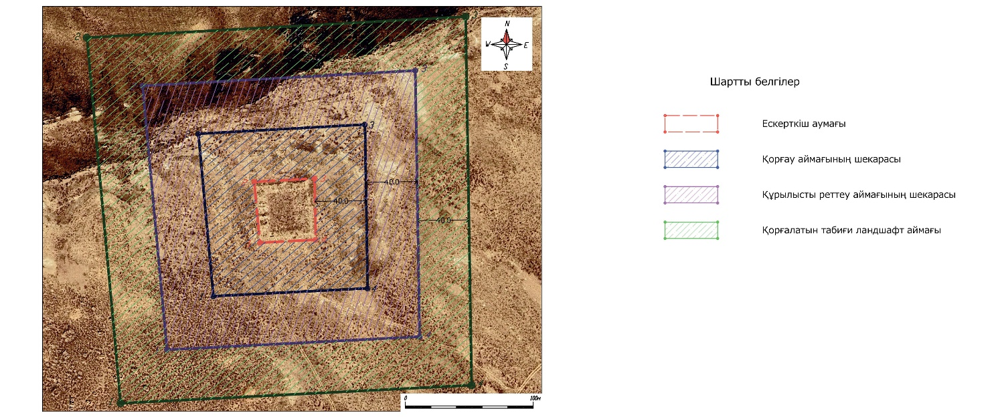 2
3
N
W E
S
3
3
40,0
40,0
40,0
4
0 100м
Шартты белгілер
Ескерткіш аумағы
Қорғау аймағының шекарасы
Құрылысты реттеу аймағының шекарасы
Қорғалатын табиғи ландшафт аймағы